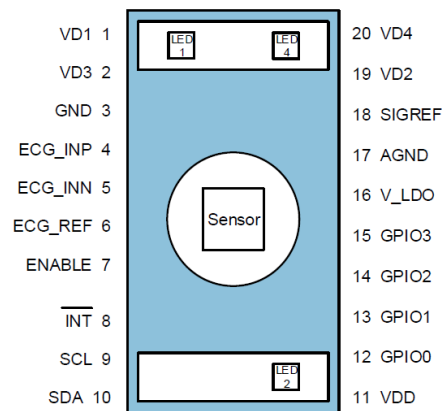 VD1 1
VD3 2
GND 3
ECG_INP 4
ECG_INN 5
ECG_REF 6
ENABLE 7
INT 8
SCL 9
SDA 10
LED
1
LED
4
Sensor
LED
2
20 VD4
19 VD2
18 SIGREF
17 AGND
16 V_LDO
15 GPIO3
14 GPIO2
13 GPIO1
12 GPIO0
11 VDD